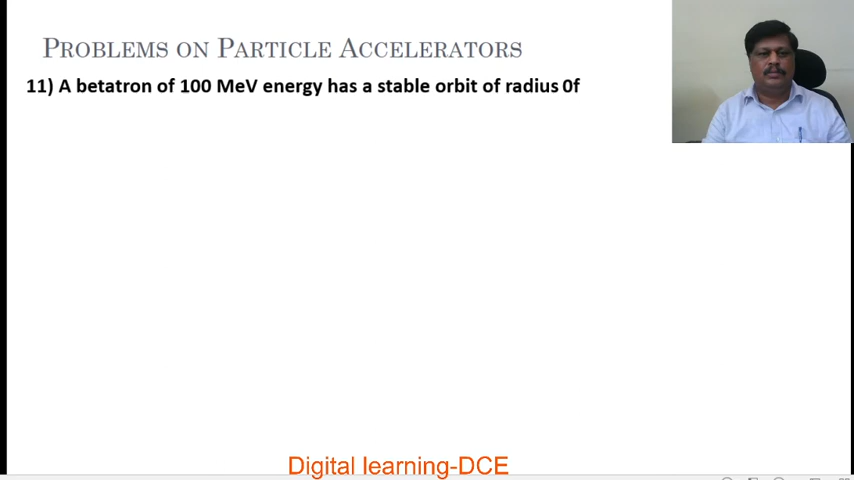 PROBLEMS ON PARTICLE ACCELERATORS
11) A betatron of 100 MeV energy has a stable orbit of radius 0f
Digital learning-DCE